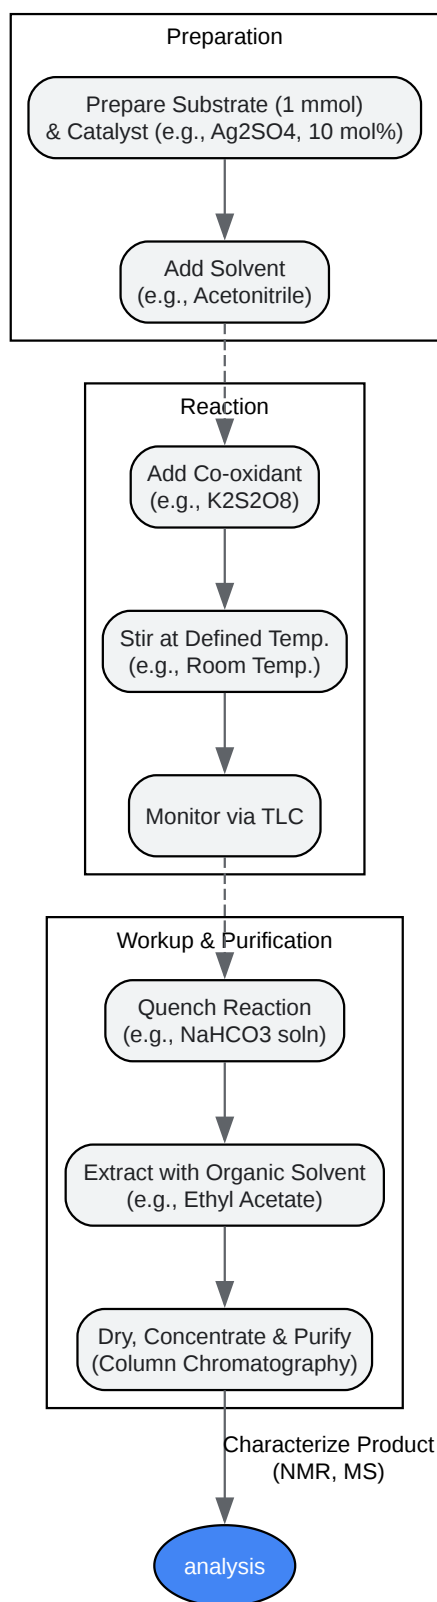 Preparation
Prepare Substrate (1 mmol)
& Catalyst (e.g., Ag2SO4, 10 mol%)
Add Solvent
(e.g., Acetonitrile)
Reaction
Add Co-oxidant
(e.g., K2S2O8)
Stir at Defined Temp.
(e.g., Room Temp.)
Monitor via TLC
Workup & Purification
Quench Reaction
(e.g., NaHCO3 soln)
Extract with Organic Solvent
(e.g., Ethyl Acetate)
Dry, Concentrate & Purify
(Column Chromatography)
Characterize Product
(NMR, MS)
analysis